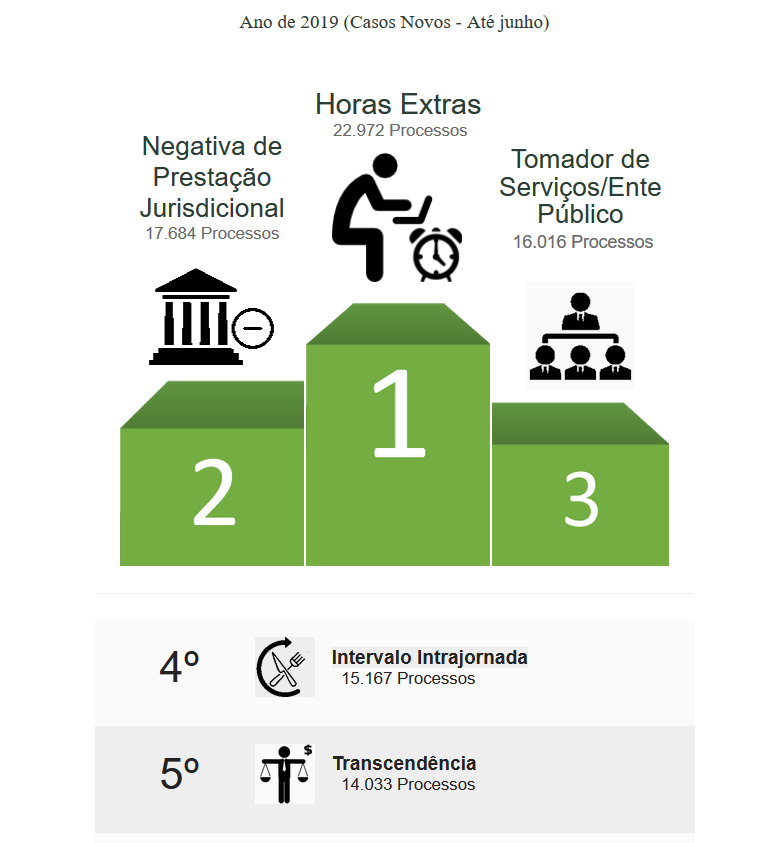 Ano de 2019 (Casos Novos - Até junho)
Horas Extras
22.972 Processos
Negativa de
Prestação
Jurisdicional
17.684 Processos
Tomador de
Serviços/Ente
Público
16.016 Processos
1
2
3
4º
Intervalo Intrajornada
15.167 Processos
5º
$
Transcendência
14.033 Processos